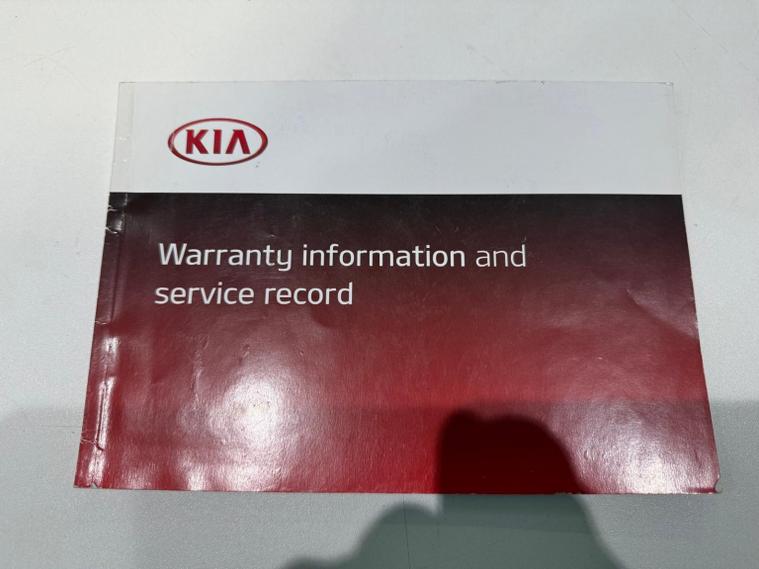 KIA
Warranty information and
service record